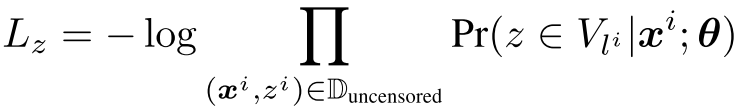 $L_z = -\log \prod_{(\boldsymbol{x}^i, z^i) \in \mathbb{D}_{\text{uncensored}}} \Pr(z \in V_{l^i} | \boldsymbol{x}^i; \boldsymbol{\theta})$